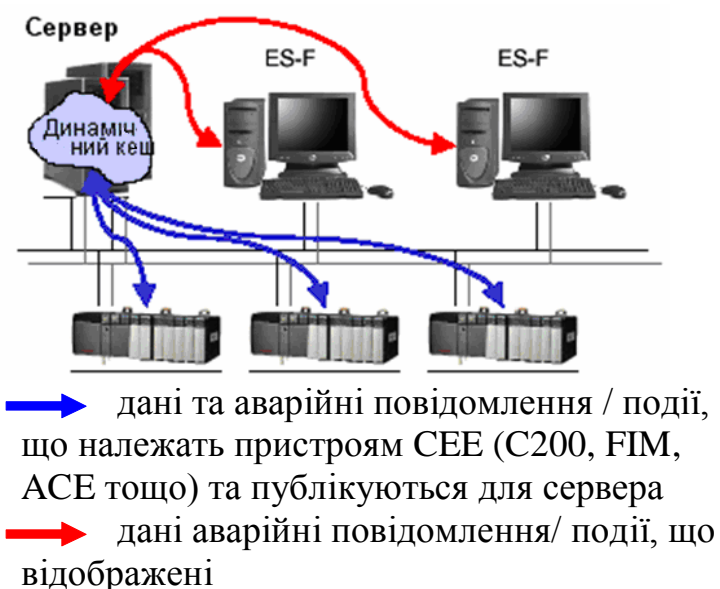 Сервер
ES-F
ES-F
Динаміч-
ний кеш
дані та аварійні повідомлення / події,
що належать пристроям CEE (C200, FIM,
ACE тощо) та публікуються для сервера
дані аварійні повідомлення/ події, що
відображені